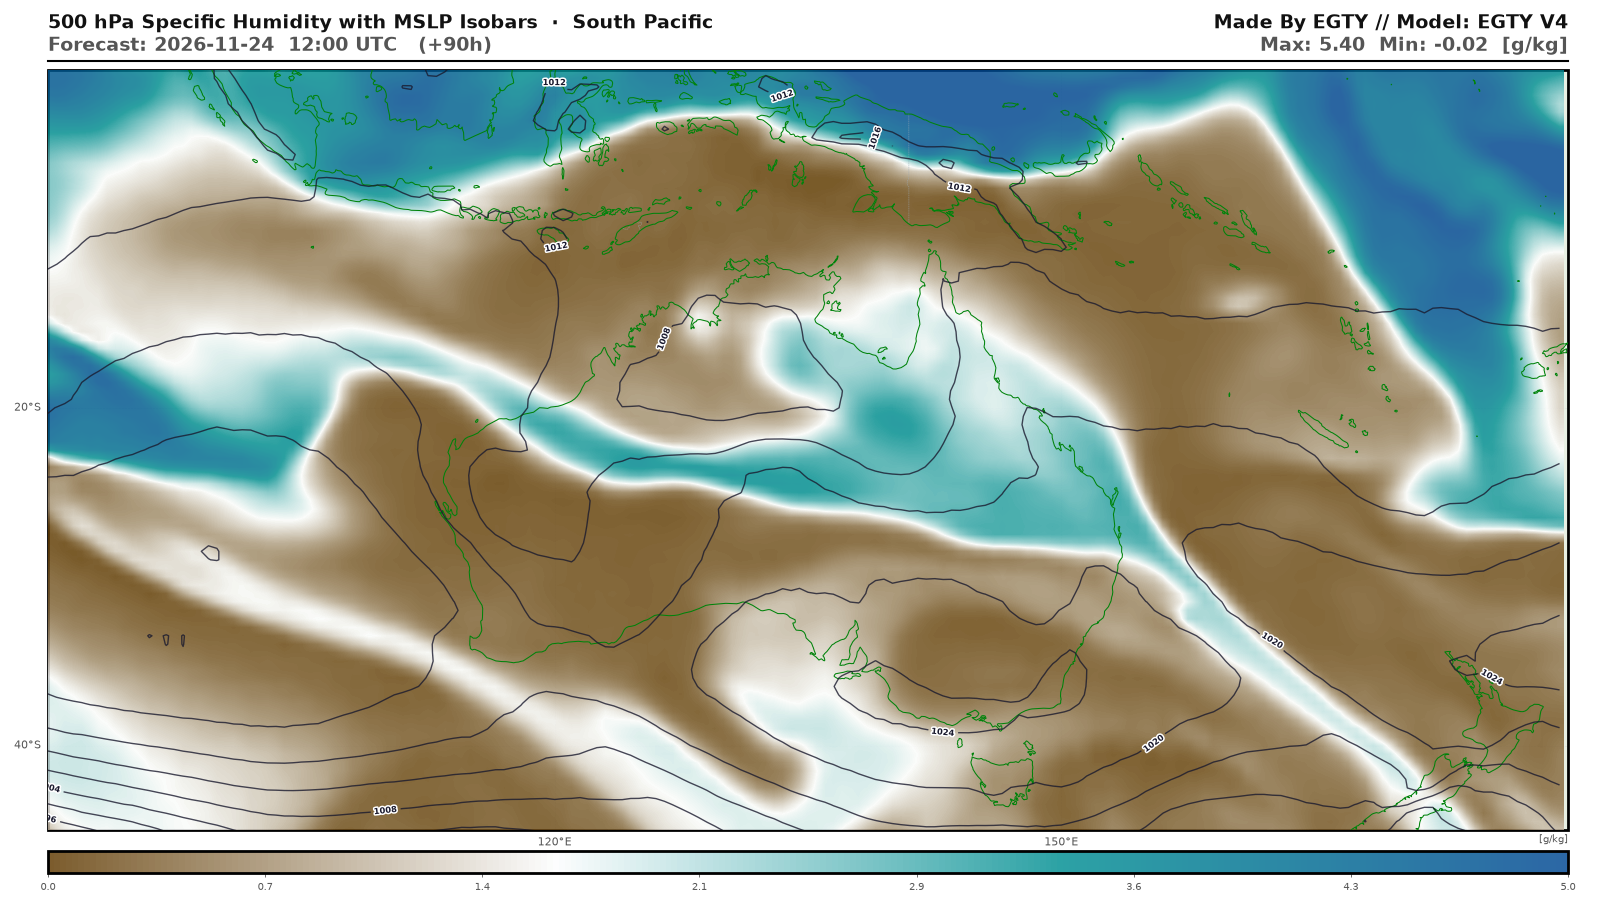 500 hPa Specific Humidity with MSLP Isobars · South Pacific
Made By EGTY // Model: EGTY V4
Forecast: 2026-11-24 12:00 UTC (+90h)
Max: 5.40 Min: -0.02 [g/kg]
1012
1012
1016
1012
1012
1008
20°S
1020
1024
1024
1020
40°S
04
1008
96
120°E
150°E
[g/kg]
0.0
0.7
1.4
2.1
2.9
3.6
4.3
5.0